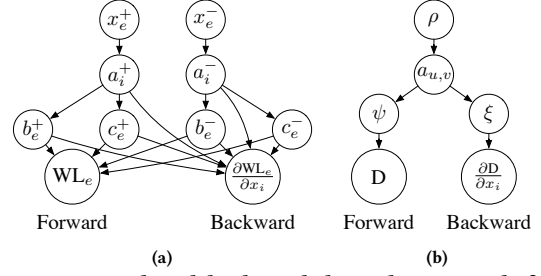 x_e^+ x_e^- ρ
a_i^+ a_i^- a_{u,v}
b_e^+ c_e^+ b_e^- c_e^- ψ ξ
WL_e ∂WL_e/∂x_i D ∂D/∂x_i
Forward Backward Forward Backward
(a) (b)